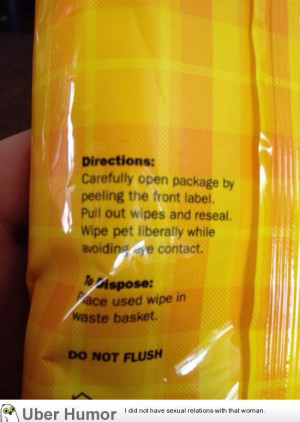 Directions:
Carefully open package by
peeling the front label.
Pull out wipes and reseal.
Wipe pet liberally while
avoiding eye contact.
To Dispose:
Place used wipe in
waste basket.
DO NOT FLUSH
Uber Humor
I did not have sexual relations with that woman.